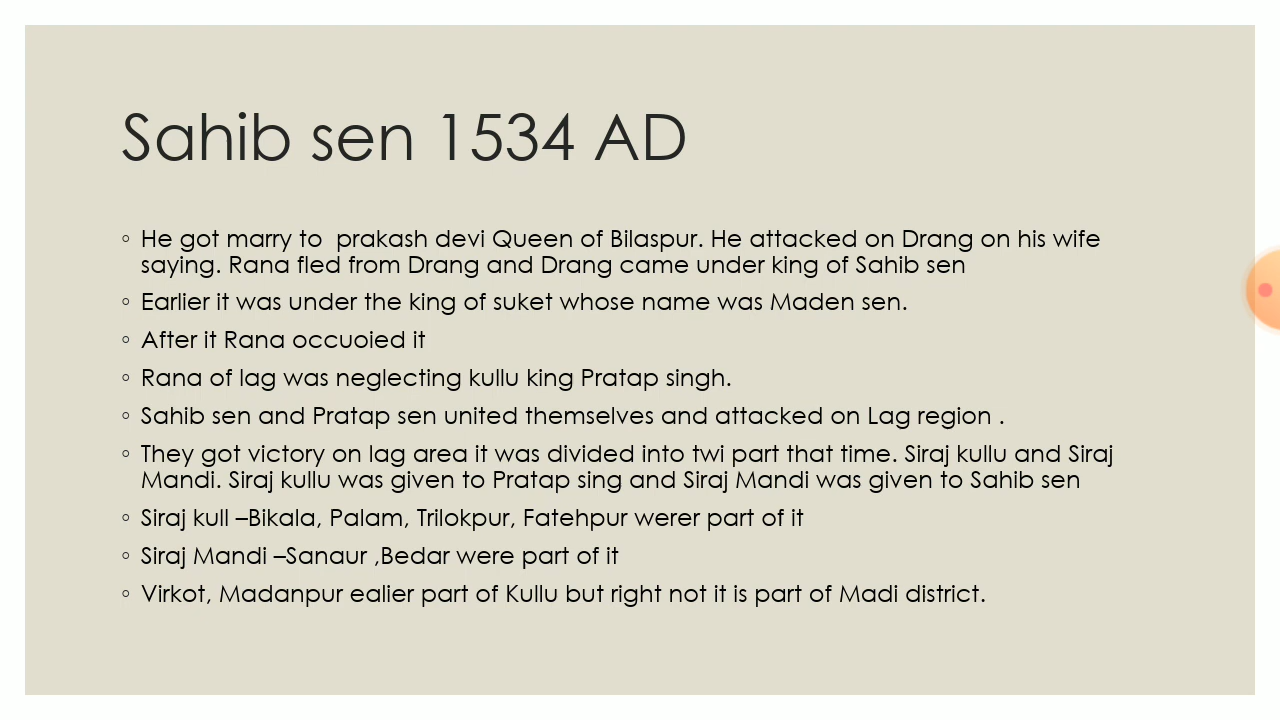 Sahib sen 1534 AD
◦ He got marry to  prakash devi Queen of Bilaspur. He attacked on Drang on his wife
saying. Rana fled from Drang and Drang came under king of Sahib sen
◦ Earlier it was under the king of suket whose name was Maden sen.
◦ After it Rana occuoied it
◦ Rana of lag was neglecting kullu king Pratap singh.
◦ Sahib sen and Pratap sen united themselves and attacked on Lag region .
◦ They got victory on lag area it was divided into twi part that time. Siraj kullu and Siraj
Mandi. Siraj kullu was given to Pratap sing and Siraj Mandi was given to Sahib sen
◦ Siraj kull –Bikala, Palam, Trilokpur, Fatehpur werer part of it
◦ Siraj Mandi –Sanaur ,Bedar were part of it
◦ Virkot, Madanpur ealier part of Kullu but right not it is part of Madi district.